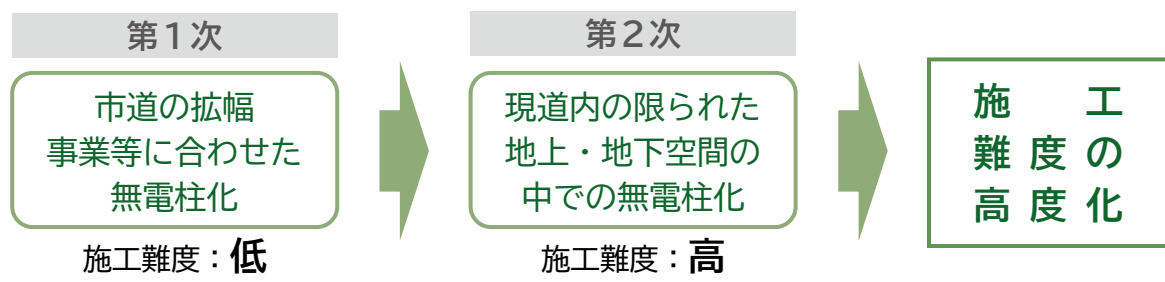 第１次
市道の拡幅
事業等に合わせた
無電柱化
施工難度：低
第２次
現道内の限られた
地上・地下空間の
中での無電柱化
施工難度：高
施工
難度の
高度化